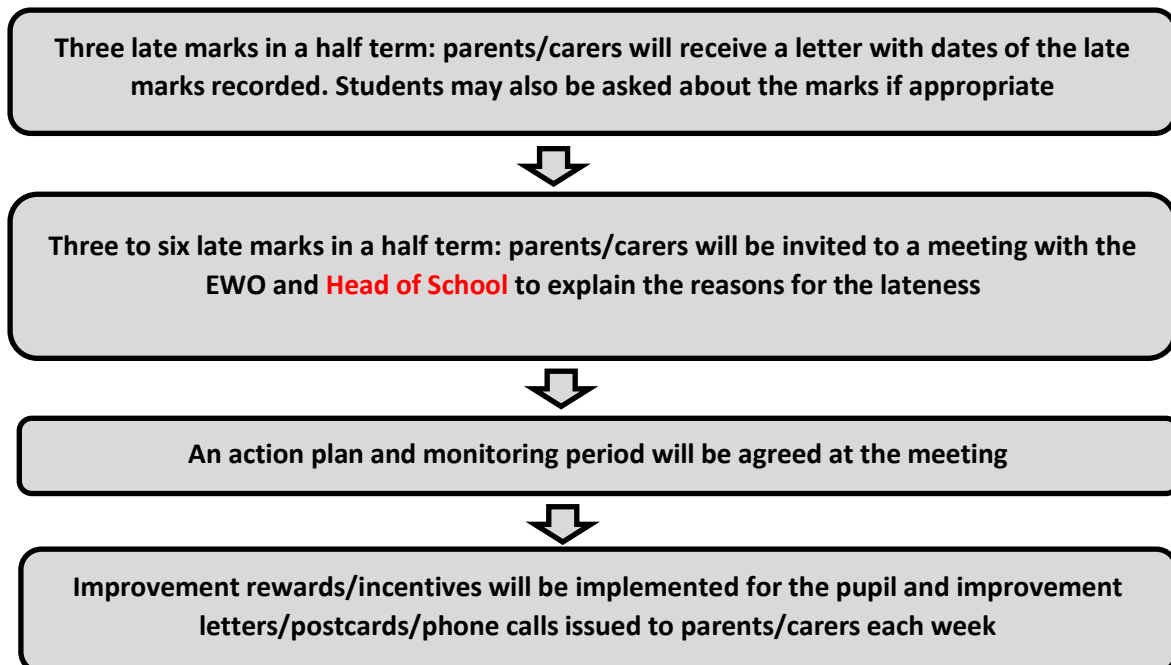 Three late marks in a half term: parents/carers will receive a letter with dates of the late
marks recorded. Students may also be asked about the marks if appropriate
Three to six late marks in a half term: parents/carers will be invited to a meeting with the
EWO and Head of School to explain the reasons for the lateness
An action plan and monitoring period will be agreed at the meeting
Improvement rewards/incentives will be implemented for the pupil and improvement
letters/postcards/phone calls issued to parents/carers each week